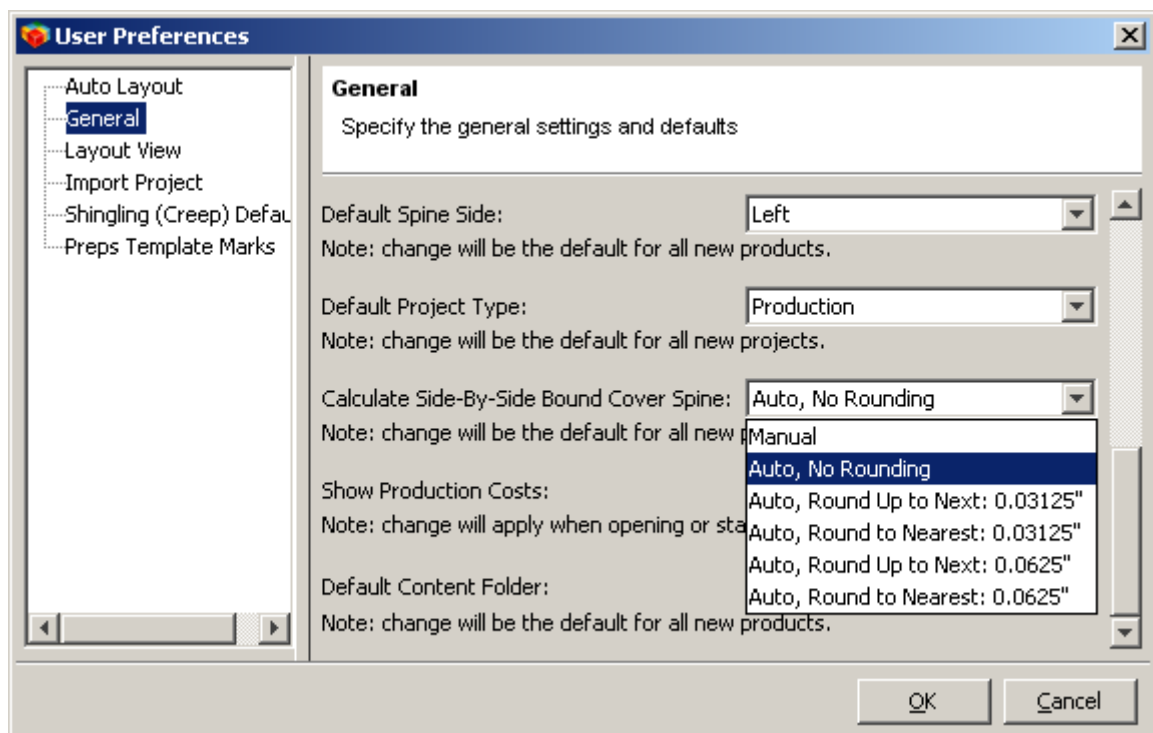 User Preferences
Auto Layout
General
Layout View
Import Project
Shingling (Creep) Defau
Preps Template Marks
General
Specify the general settings and defaults
Default Spine Side:
Left
Note: change will be the default for all new products.
Default Project Type:
Production
Note: change will be the default for all new projects.
Calculate Side-By-Side Bound Cover Spine:
Auto, No Rounding
Note: change will be the default for all new
Manual
Auto, No Rounding
Auto, Round Up to Next: 0.03125"
Auto, Round to Nearest: 0.03125"
Auto, Round Up to Next: 0.0625"
Auto, Round to Nearest: 0.0625"
Show Production Costs:
Note: change will apply when opening or sta
Default Content Folder:
Note: change will be the default for all new products.
OK
Cancel